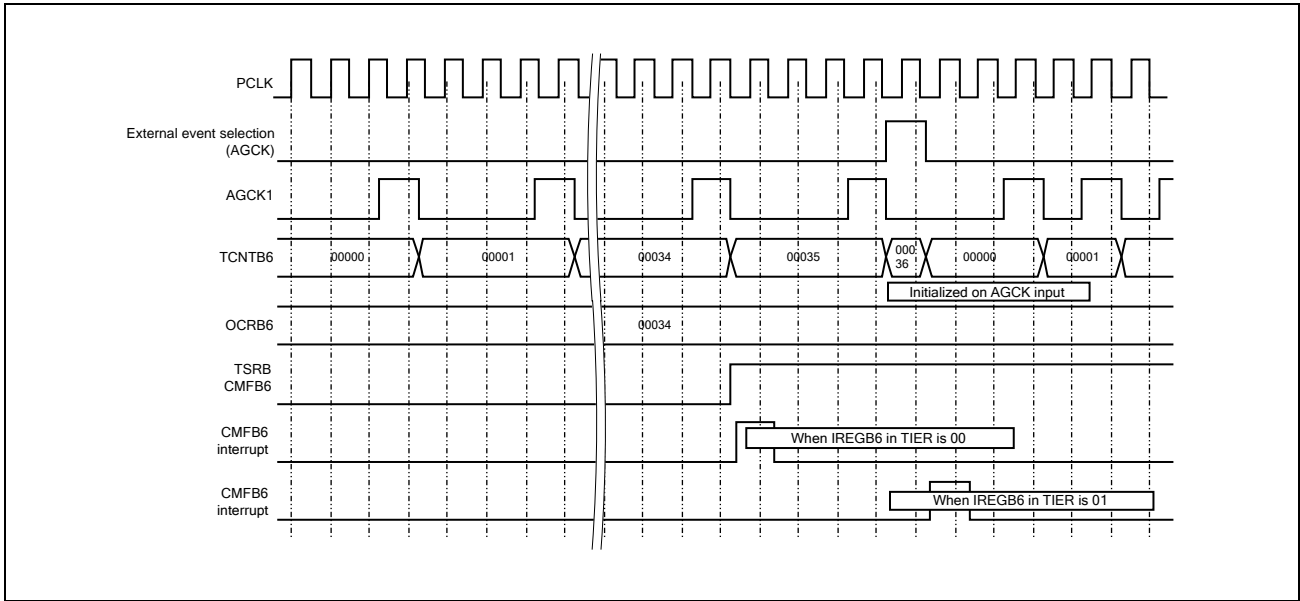 PCLK
External event selection
(AGCK)
AGCK1
TCNTB6
00000
00001
00034
00035
000
36
00000
00001
Initialized on AGCK input
OCRB6
00034
TSRB
CMFB6
CMFB6
interrupt
When IREGB6 in TIER is 00
CMFB6
interrupt
When IREGB6 in TIER is 01